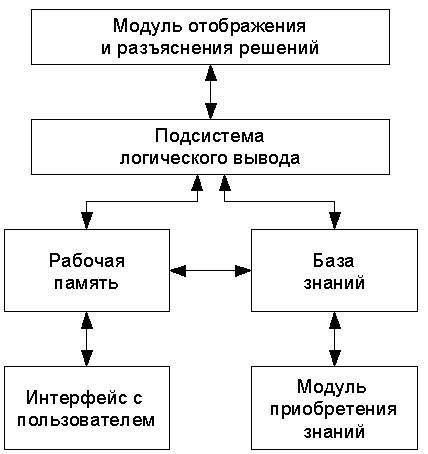 Модуль отображения
и разъяснения решений
Подсистема
логического вывода
Рабочая
память
База
знаний
Интерфейс с
пользователем
Модуль
приобретения
знаний